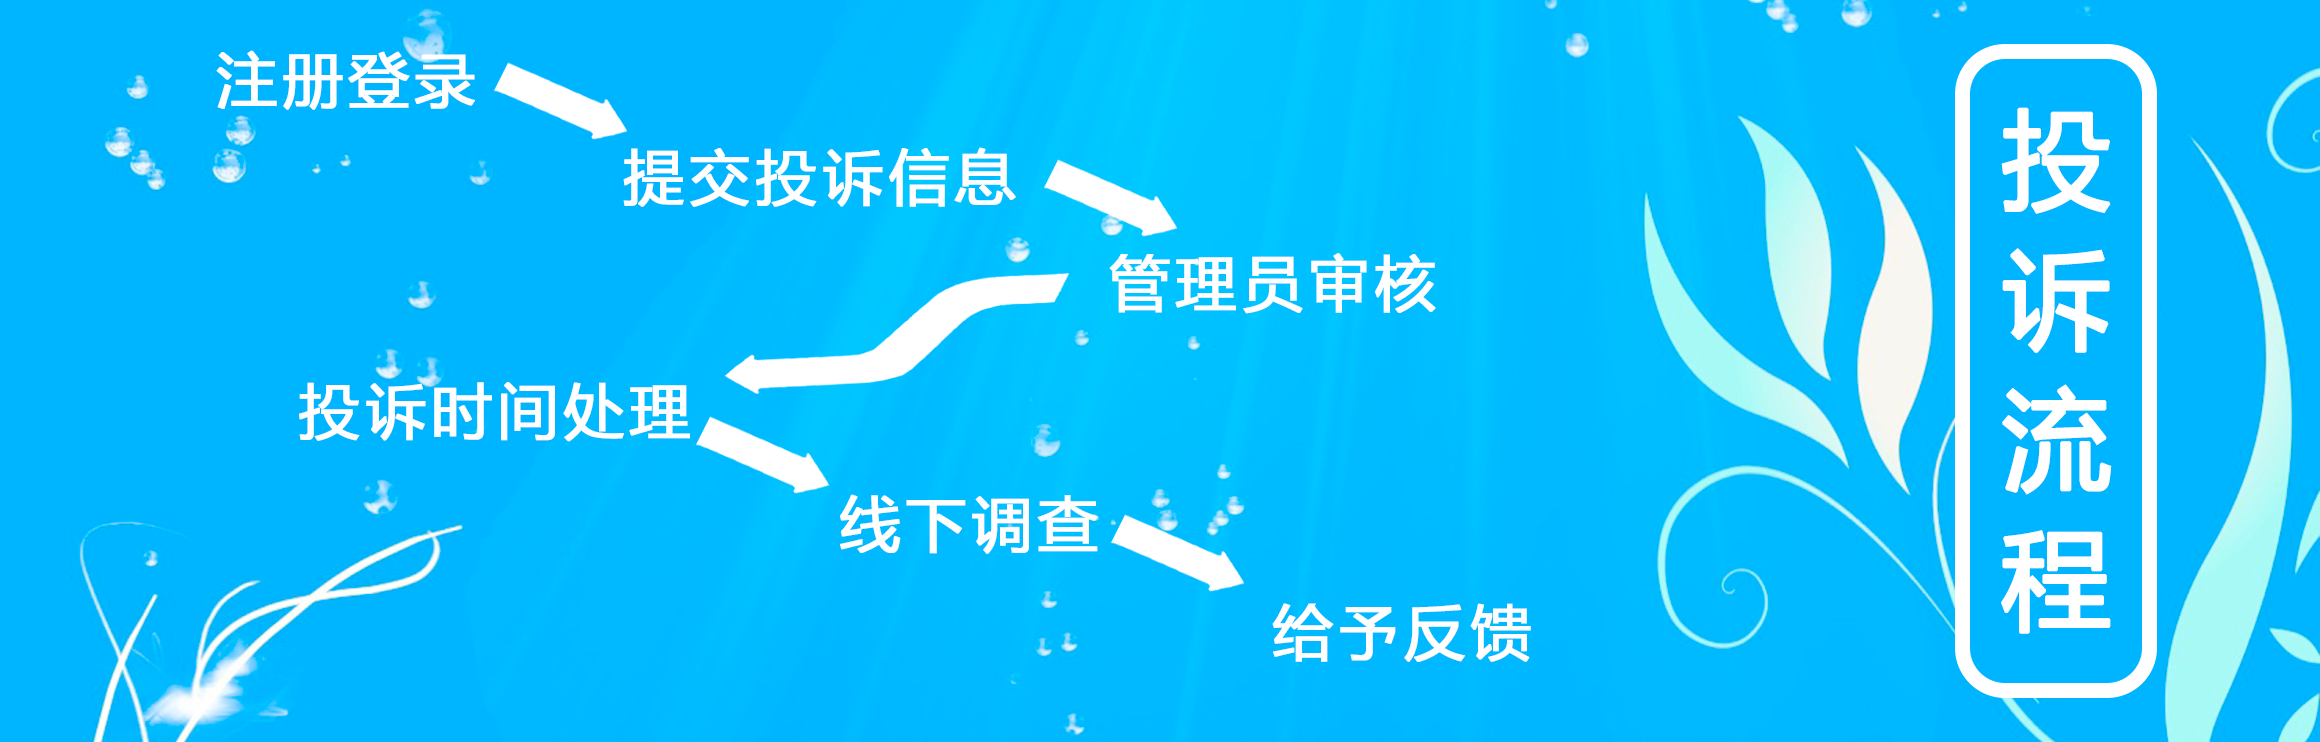 注册登录
提交投诉信息
管理员审核
投诉时间处理
线下调查
给予反馈
投诉流程